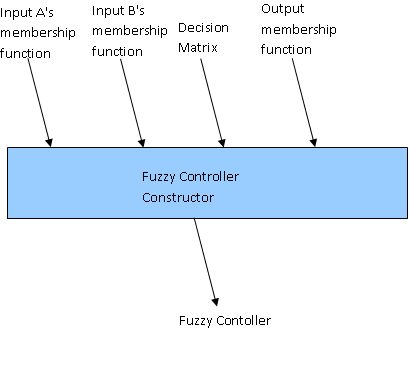 Input A's
membership
function
Input B's
membership
function
Decision
Matrix
Output
membership
function
Fuzzy Controller
Constructor
Fuzzy Contoller